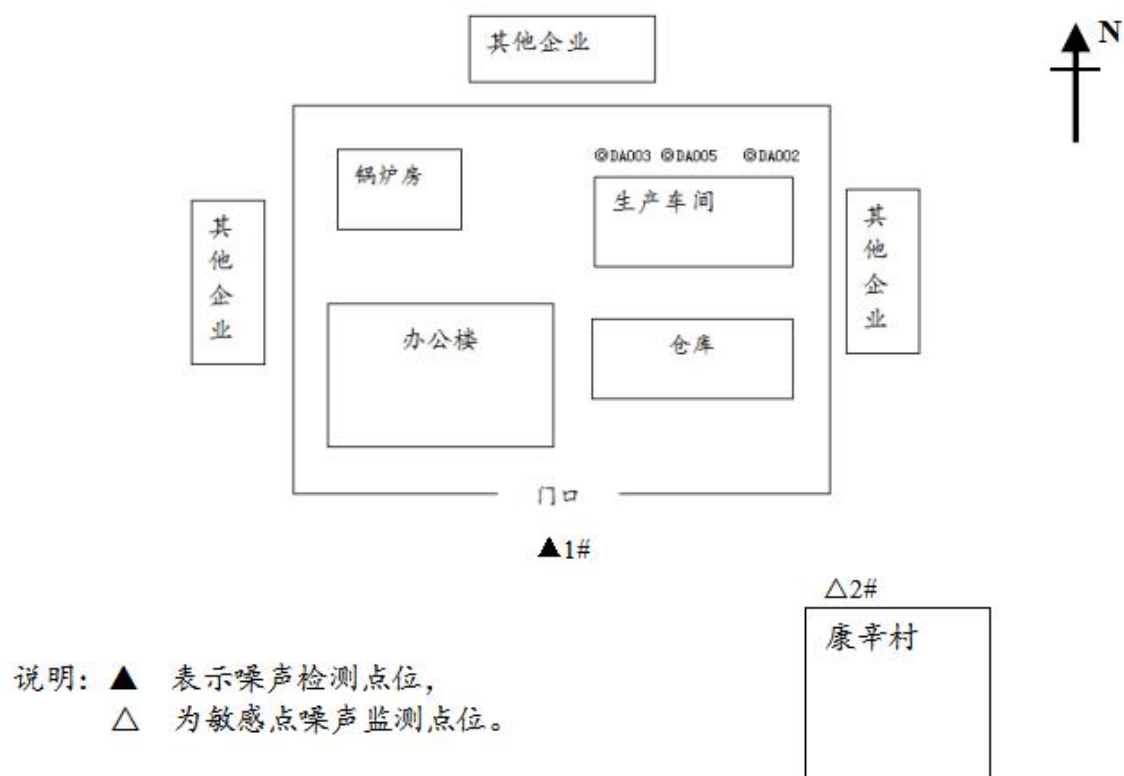 其他企业
N
锅炉房
◎DA003 ◎DA005 ◎DA002
生产车间
其他企业
其他企业
办公楼
仓库
门口
▲1#
△2#
康辛村
说明：▲ 表示噪声检测点位，
△ 为敏感点噪声监测点位。